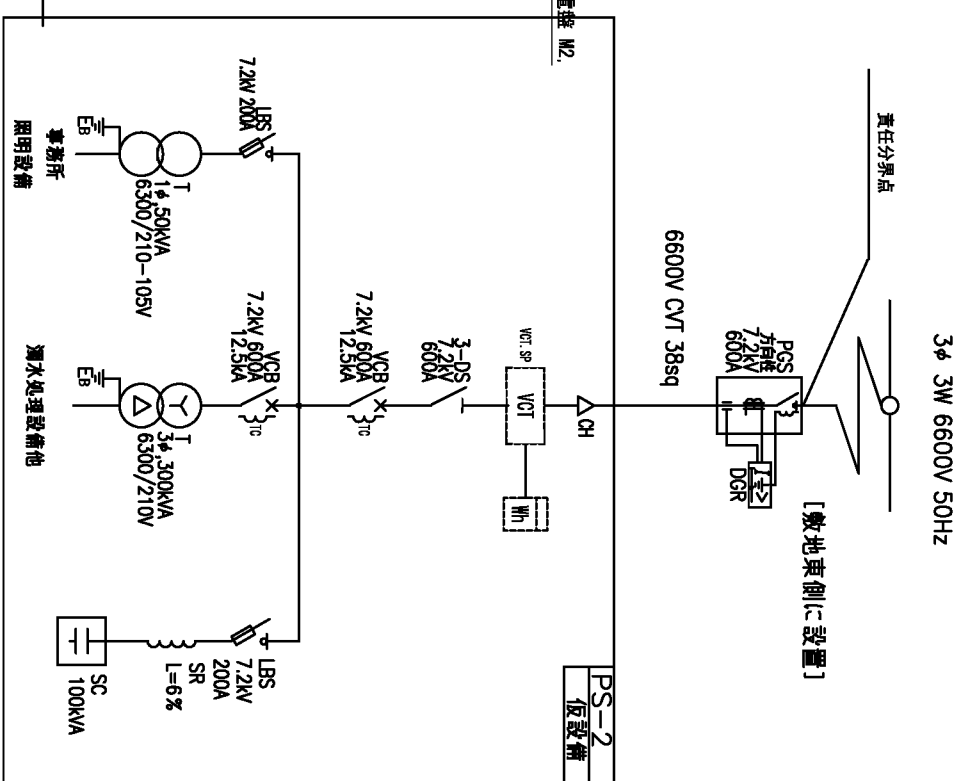 3φ 3W 6600V 50Hz
責任分界点
[敷地東側に設置]
PGS
方向性
7.2kV
600A
DGR
6600V CVT 38sq
電盤 M2,
PS-2
仮設備
CH
VCT. SP
VCT
Wh
3-DS
7.2kV
600A
VCB
7.2kV 600A
12.5kA
TC
LBS
7.2kV 200A
VCB
7.2kV 600A
12.5kA
TC
LBS
7.2kV
200A
SR
L=6%
SC
100kVA
T
1φ,50kVA
6300/210-105V
EB
事務所
照明設備
T
3φ,300kVA
6300/210V
EB
濁水処理設備他